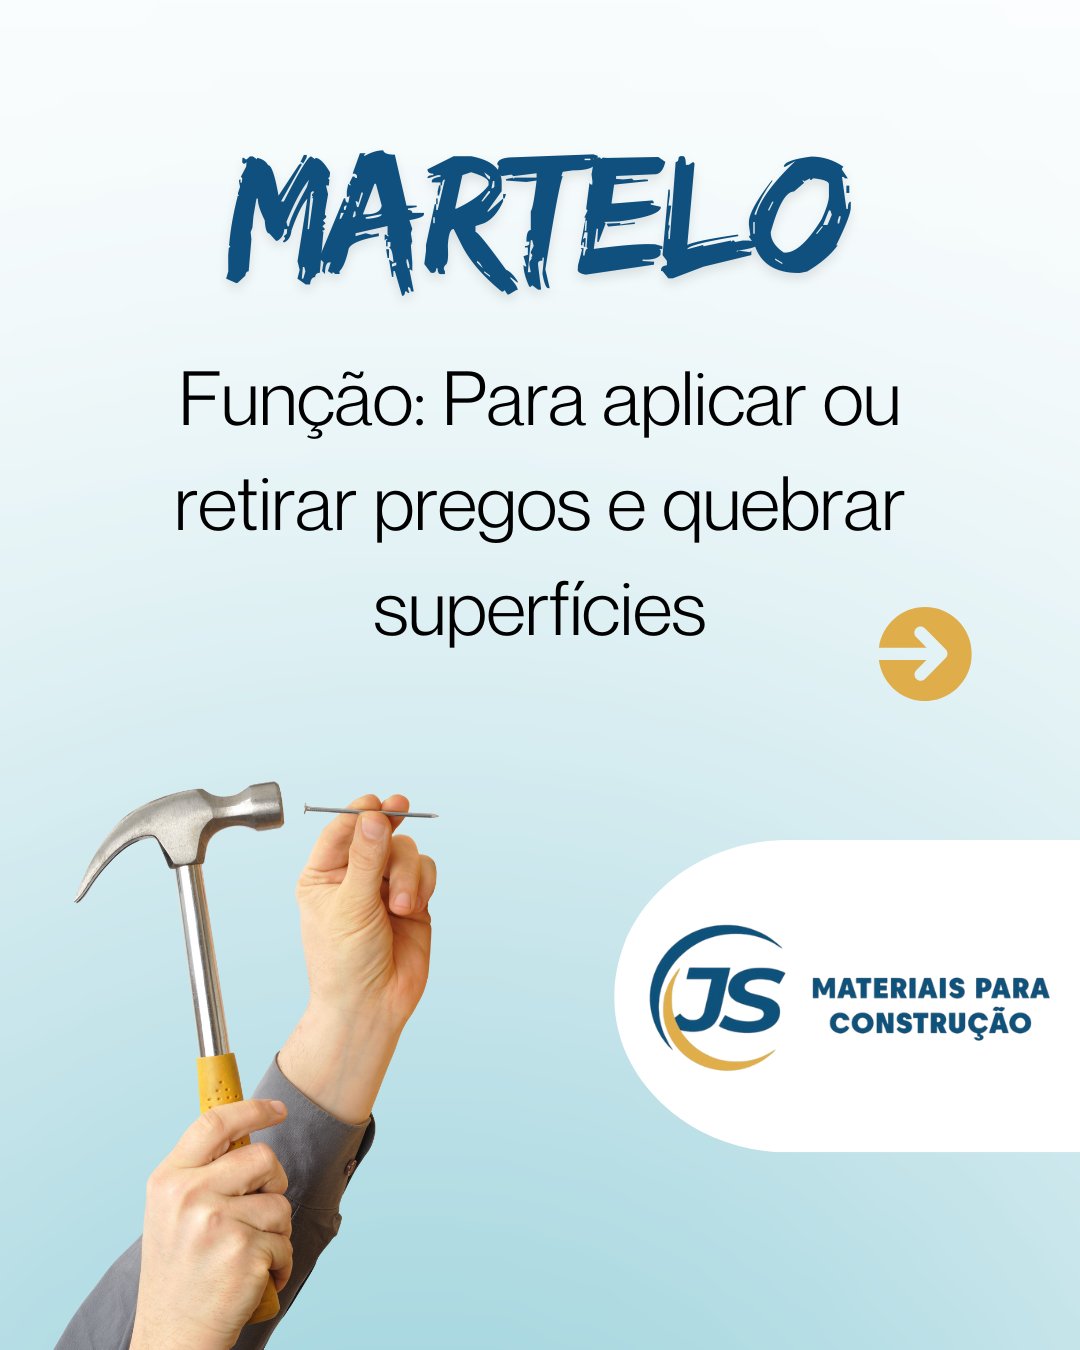 MARTELO
Função: Para aplicar ou
retirar pregos e quebrar
superfícies
JS
MATERIAIS PARA
CONSTRUÇÃO